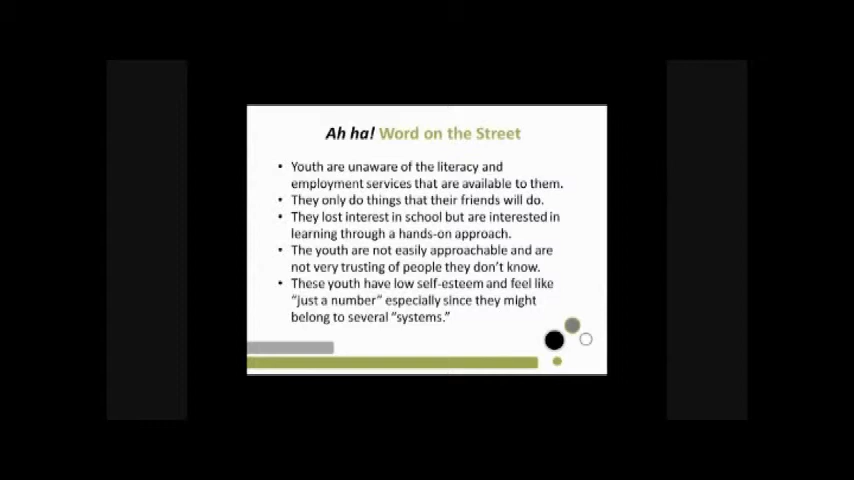 Ah ha! Word on the Street
• Youth are unaware of the literacy and
employment services that are available to them.
• They only do things that their friends will do.
• They lost interest in school but are interested in
learning through a hands-on approach.
• The youth are not easily approachable and are
not very trusting of people they don't know.
• These youth have low self-esteem and feel like
"just a number" especially since they might
belong to several "systems."